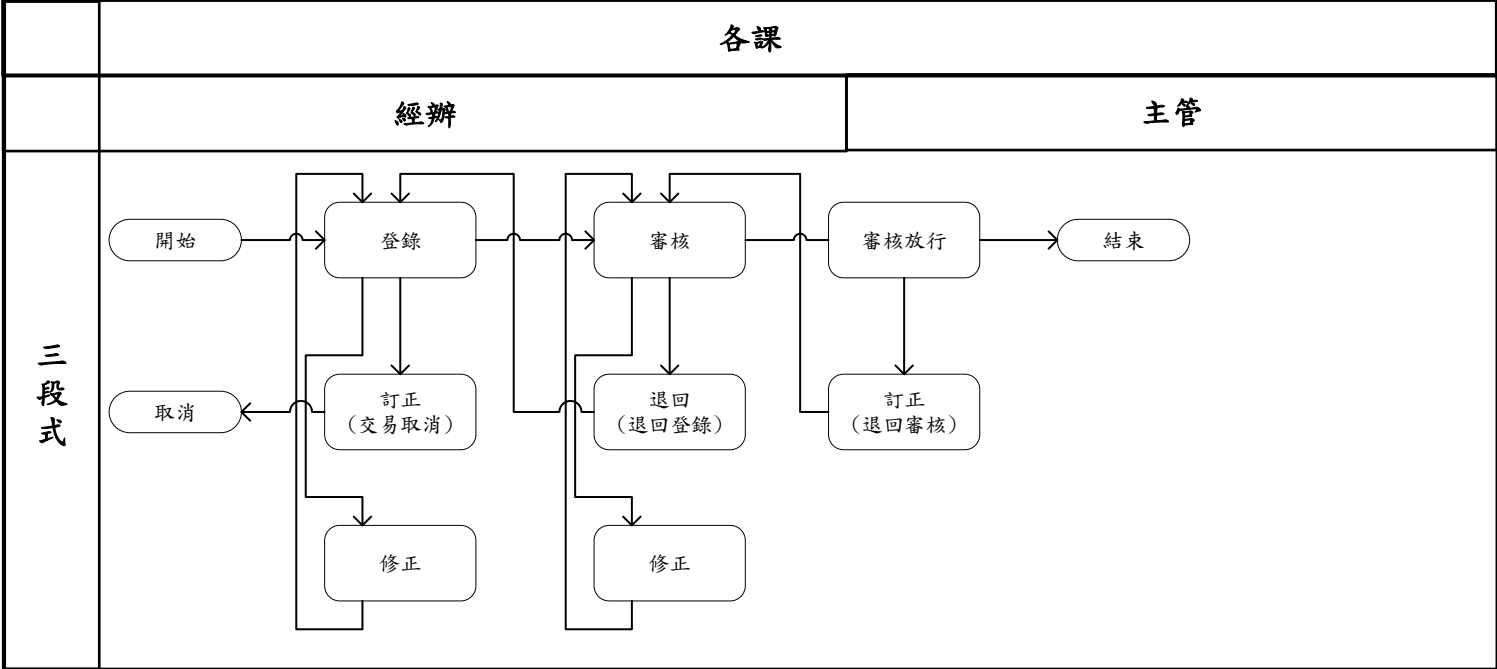 各課
經辦
主管
三
段
式
開始
登錄
審核
審核放行
結束
取消
訂正
(交易取消)
退回
(退回登錄)
訂正
(退回審核)
修正
修正